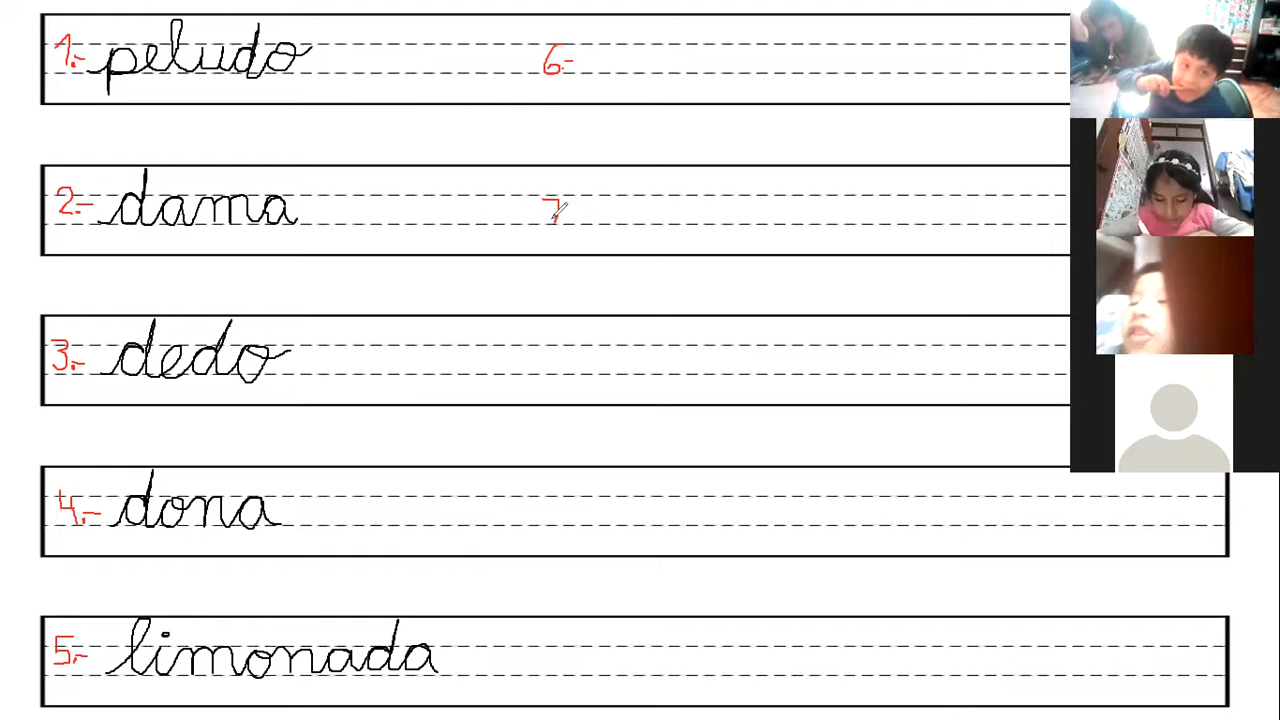 1.- peludo 6.-
2.- dama 7
3.- dedo
4.- dona
5.- limonada